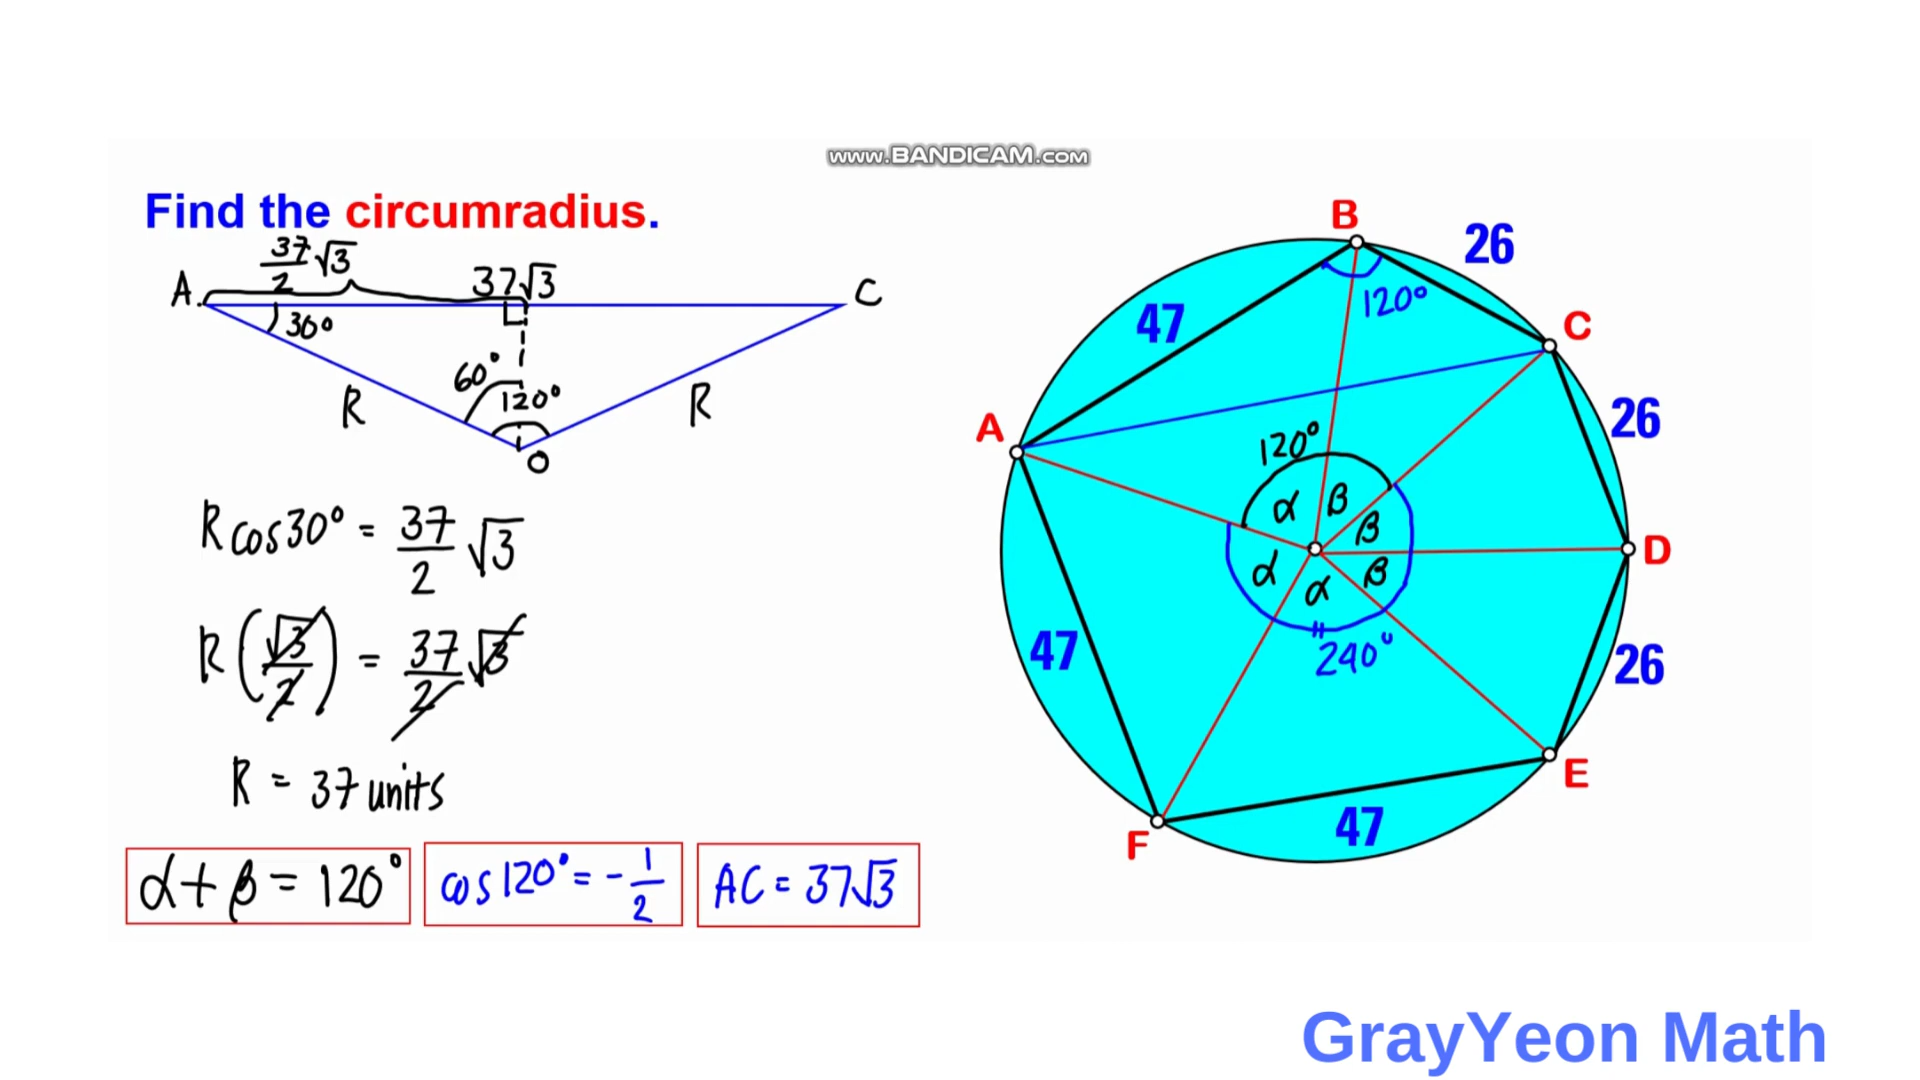 www.BANDICAM.com
Find the circumradius.
37/2 √3
37√3
A
C
30°
60°
120°
R
R
O
R cos30° = 37/2 √3
R (√3/2) = 37/2 √3
R = 37 units
α + β = 120°
cos 120° = - 1/2
AC = 37√3
B
26
47
120°
C
26
A
120°
α
β
β
D
α
α
β
240°
47
26
E
47
F
GrayYeon Math